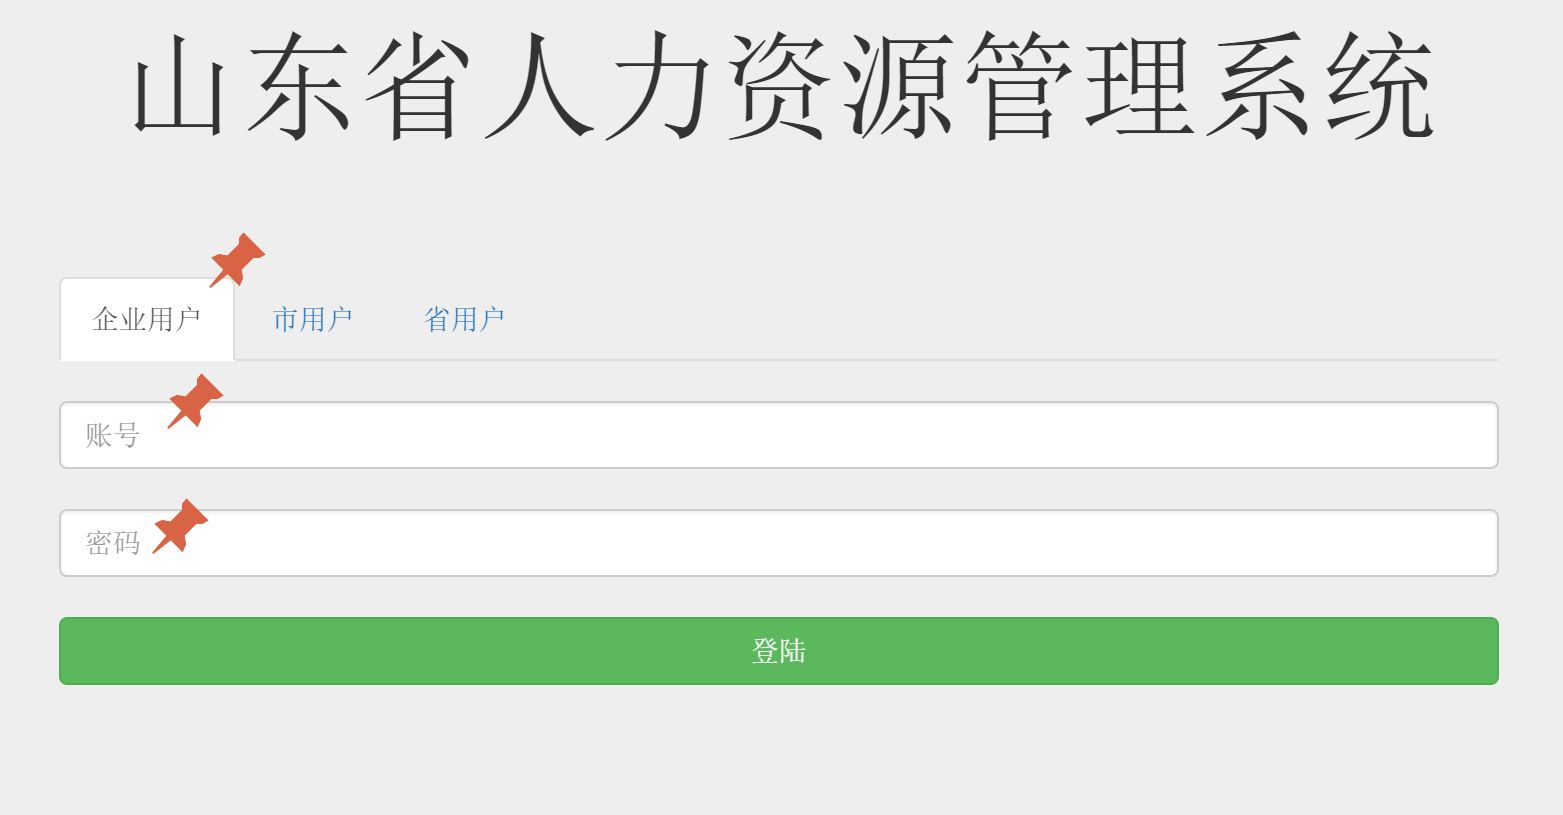 山东省人力资源管理系统
企业用户 市用户 省用户
账号
密码
登陆